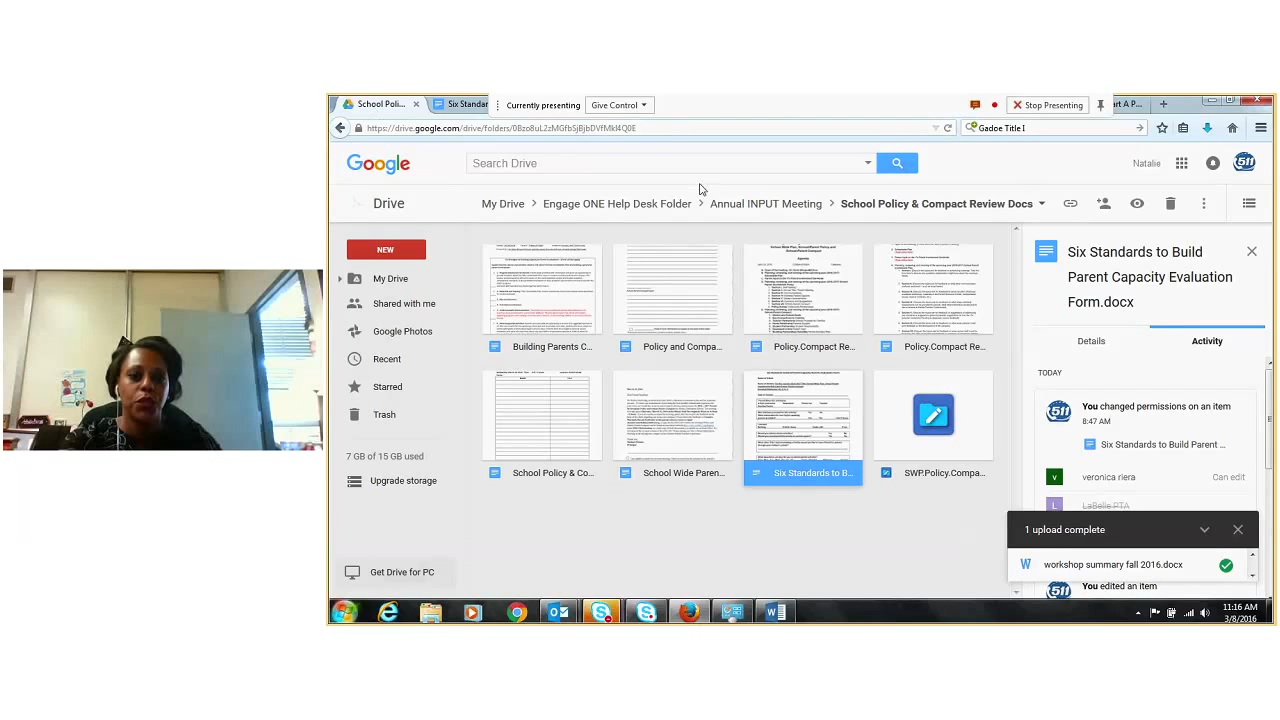 School Poli...
Six Standar
Currently presenting
Give Control
Stop Presenting
art A P...
https://drive.google.com/drive/folders/0Bzo8uL2zMGfbSjBjbDVfMkl4Q0E
Gadoe Title I
Google
Search Drive
Natalie
511
Drive
My Drive
Engage ONE Help Desk Folder
Annual INPUT Meeting
School Policy & Compact Review Docs
NEW
My Drive
Shared with me
Google Photos
Recent
Starred
Trash
7 GB of 15 GB used
Upgrade storage
Get Drive for PC
Building Parents C...
Policy and Compa...
Policy.Compact Re...
Policy.Compact Re...
School Policy & Co...
School Wide Paren...
Six Standards to B...
SWP.Policy.Compa...
Six Standards to Build
Parent Capacity Evaluation
Form.docx
Details
Activity
TODAY
511
You changed permissions on an item
8:47 AM
Six Standards to Build Parent ...
v
veronica riera
Can edit
L
LaBelle PTA
1 upload complete
W
workshop summary fall 2016.docx
You edited an item
11:16 AM
3/8/2016